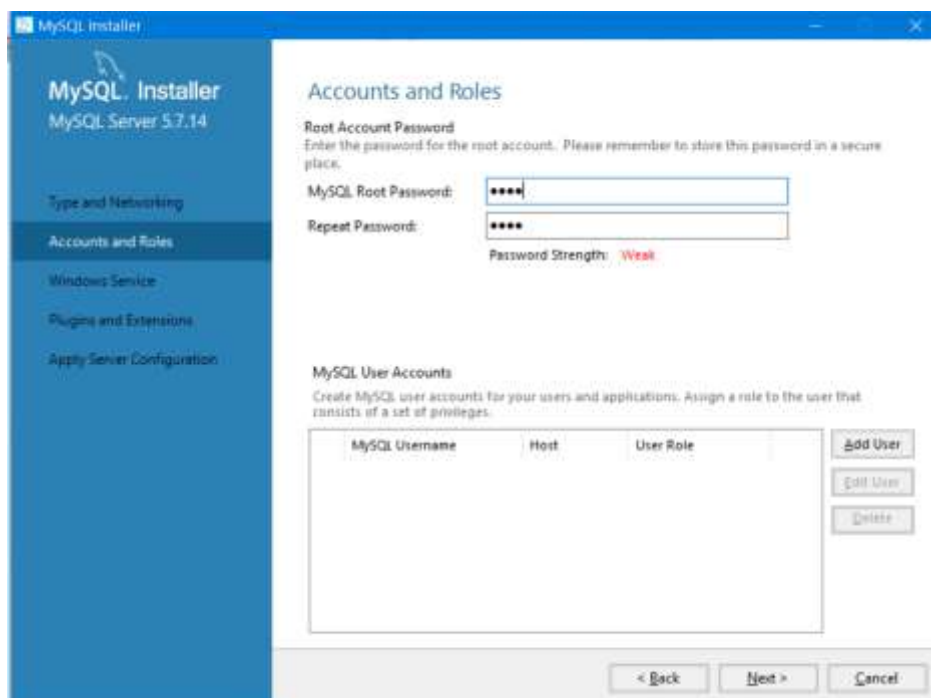 MySQL Installer
MySQL. Installer
MySQL Server 5.7.14
Type and Networking
Accounts and Roles
Windows Service
Plugins and Extensions
Apply Server Configuration
Accounts and Roles
Root Account Password
Enter the password for the root account. Please remember to store this password in a secure
place.
MySQL Root Password: ••••
Repeat Password: ••••
Password Strength: Weak
MySQL User Accounts
Create MySQL user accounts for your users and applications. Assign a role to the user that
consists of a set of privileges.
MySQL Username Host User Role
Add User
Edit User
Delete
< Back Next > Cancel